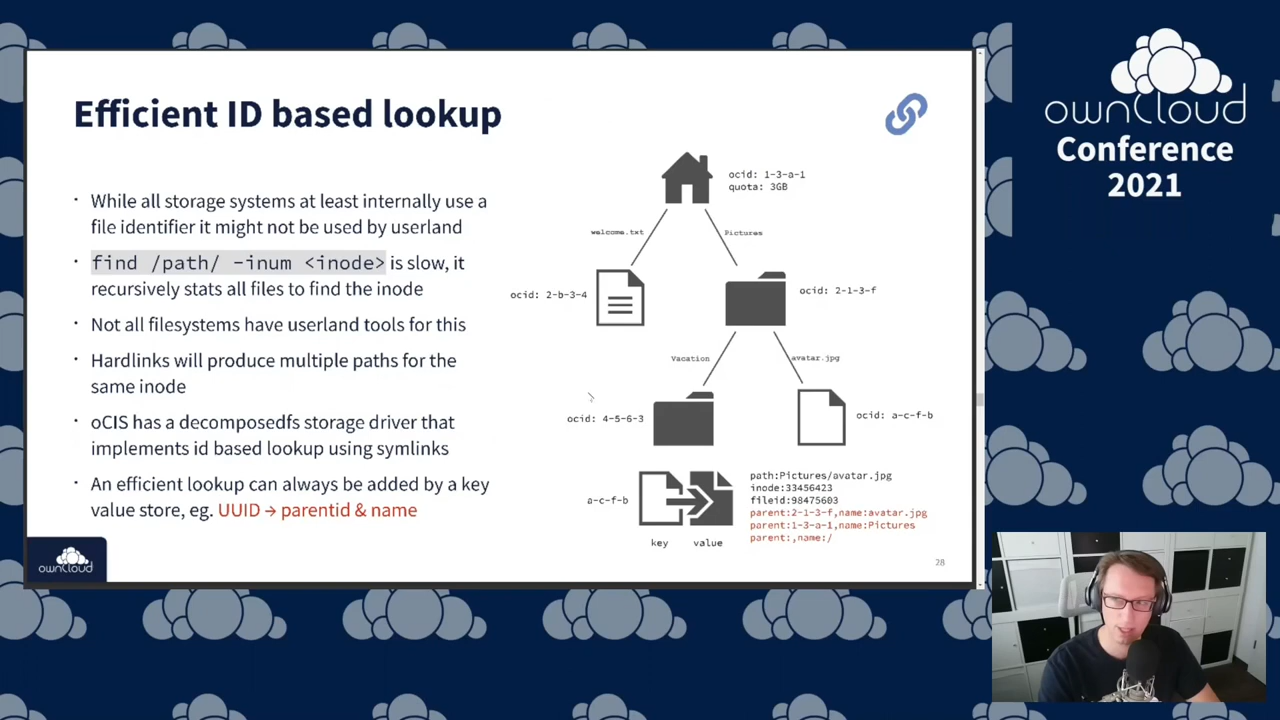 Efficient ID based lookup
While all storage systems at least internally use a
file identifier it might not be used by userland
find /path/ -inum <inode> is slow, it
recursively stats all files to find the inode
Not all filesystems have userland tools for this
Hardlinks will produce multiple paths for the
same inode
oCIS has a decomposedfs storage driver that
implements id based lookup using symlinks
An efficient lookup can always be added by a key
value store, eg. UUID → parentid & name
ownCloud
ocid: 1-3-a-1
quota: 3GB
welcome.txt
Pictures
ocid: 2-b-3-4
ocid: 2-1-3-f
Vacation
avatar.jpg
ocid: 4-5-6-3
ocid: a-c-f-b
a-c-f-b
key
value
path:Pictures/avatar.jpg
inode:33456423
fileid:98475603
parent:2-1-3-f,name:avatar.jpg
parent:1-3-a-1,name:Pictures
parent:,name:/
28
ownCloud
Conference
2021